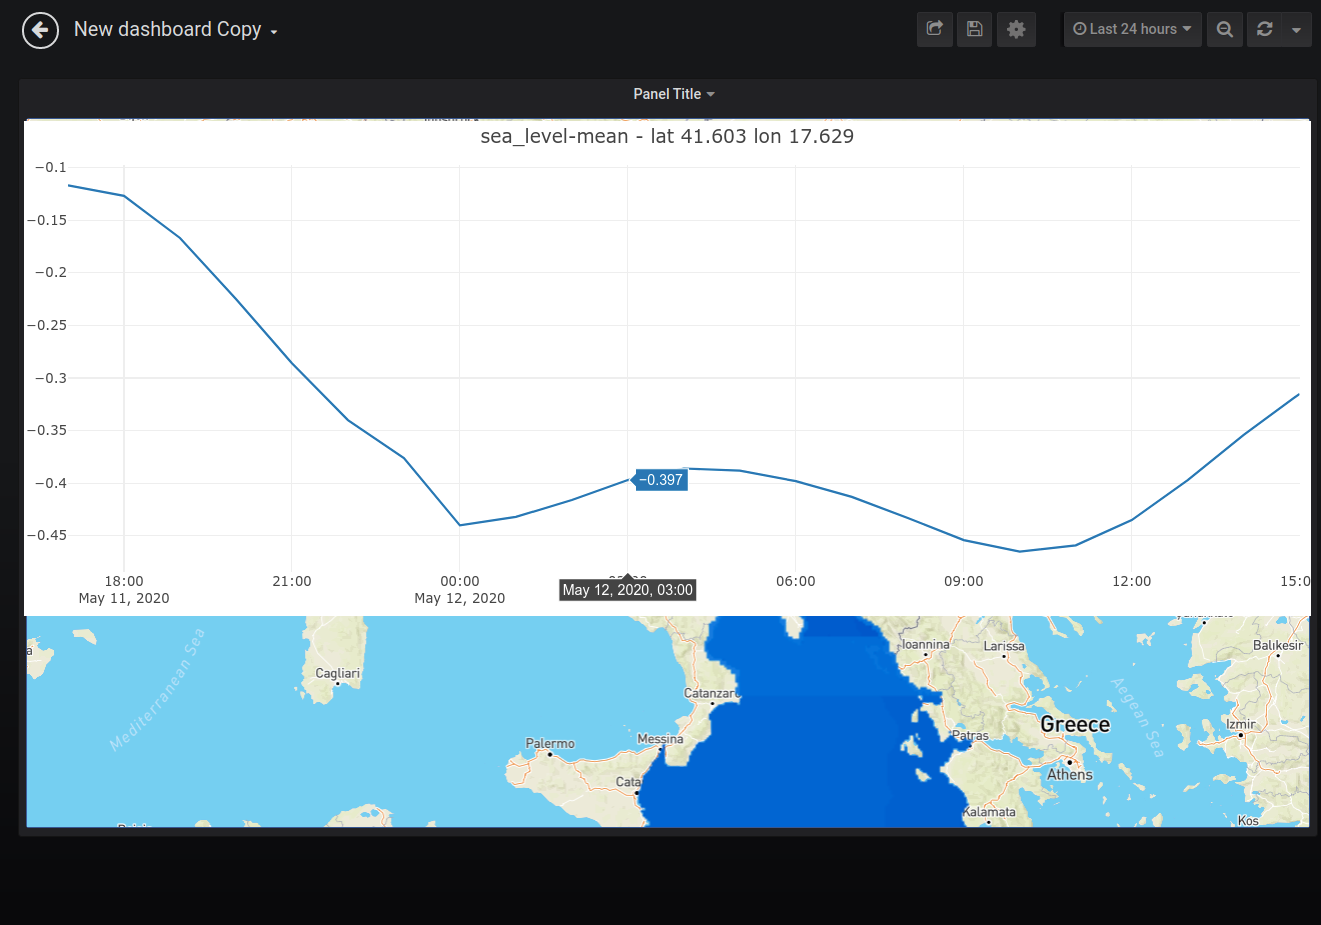 New dashboard Copy
Last 24 hours
Panel Title
sea_level-mean - lat 41.603 lon 17.629
−0.1
−0.15
−0.2
−0.25
−0.3
−0.35
−0.4
−0.45
−0.397
18:00
May 11, 2020
21:00
00:00
May 12, 2020
May 12, 2020, 03:00
06:00
09:00
12:00
15:0
Mediterranean Sea
Cagliari
Palermo
Messina
Catanzaro
Cata
Ioannina
Larissa
Balıkesir
Greece
Aegean Sea
Izmir
Patras
Athens
Kalamata
Kos
a